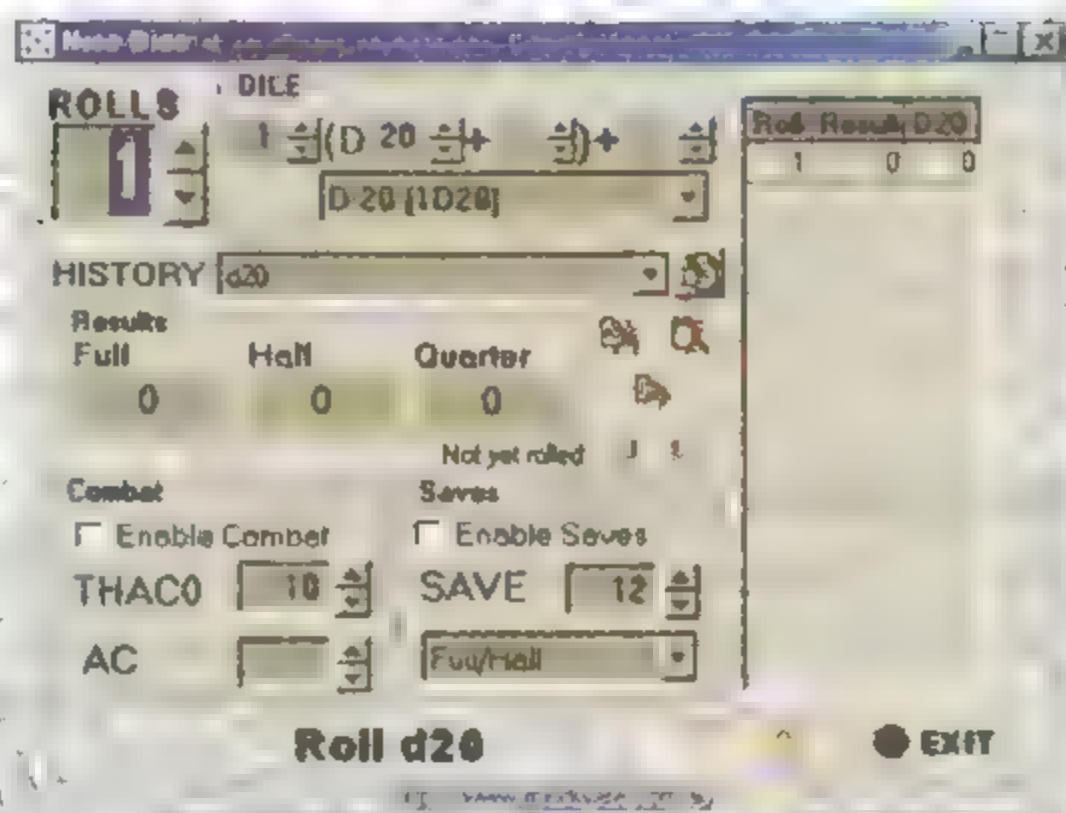 DICE
ROLLS
1
1 (D 20 + ) +
D 20 [1D20]
HISTORY d20
Results
Full Half Quarter
0 0 0
Not yet rolled
Combat Saves
Enable Combat Enable Saves
THAC0 10 SAVE 12
AC Full/Half
Roll d20
EXIT
Roll Result D20
1 0 0